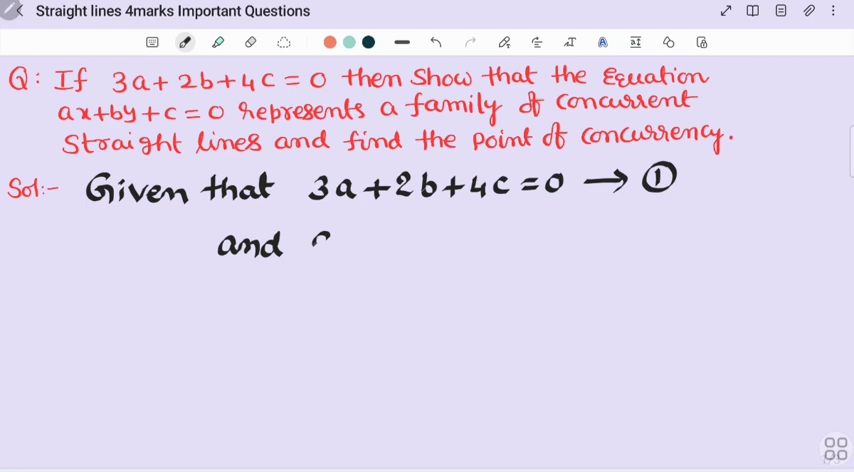 Straight lines 4marks Important Questions
Q: If 3a+2b+4c=0 then Show that the Equation
ax+by+c=0 represents a family of concurrent
Straight lines and find the point of concurrency.
Sol:- Given that 3a+2b+4c=0 → ①
and